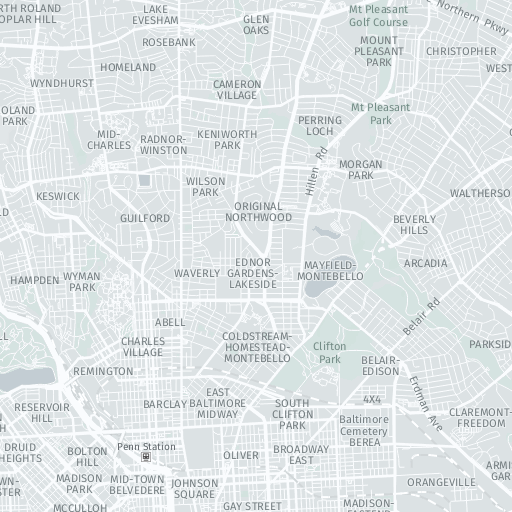 NORTH ROLAND
POPLAR HILL
LAKE
EVESHAM
GLEN
OAKS
Mt Pleasant
Golf Course
E Northern Pkwy
ROSEBANK
MOUNT
PLEASANT
PARK
CHRISTOPHER
HOMELAND
WEST
WYNDHURST
CAMERON
VILLAGE
ROLAND
PARK
Mt Pleasant
Park
PERRING
LOCH
MID-
CHARLES
RADNOR-
WINSTON
KENIWORTH
PARK
Hillen Rd
MORGAN
PARK
WILSON
PARK
KESWICK
WALTHERSO
GUILFORD
ORIGINAL
NORTHWOOD
BEVERLY
HILLS
HAMPDEN
WYMAN
PARK
WAVERLY
EDNOR
GARDENS-
LAKESIDE
MAYFIELD-
MONTEBELLO
ARCADIA
Belair Rd
ABELL
CHARLES
VILLAGE
COLDSTREAM-
HOMESTEAD-
MONTEBELLO
Clifton
Park
PARKSID
BELAIR-
EDISON
REMINGTON
Erdman Ave
RESERVOIR
HILL
BARCLAY
EAST
BALTIMORE
MIDWAY
SOUTH
CLIFTON
PARK
4X4
CLAREMONT-
FREEDOM
Baltimore
Cemetery
BEREA
DRUID
HEIGHTS
BOLTON
HILL
Penn Station
OLIVER
BROADWAY
EAST
ARMI
GAR
MADISON
PARK
MID-TOWN
BELVEDERE
JOHNSON
SQUARE
ORANGEVILLE
MCCULLOH
GAY STREET
MADISON-